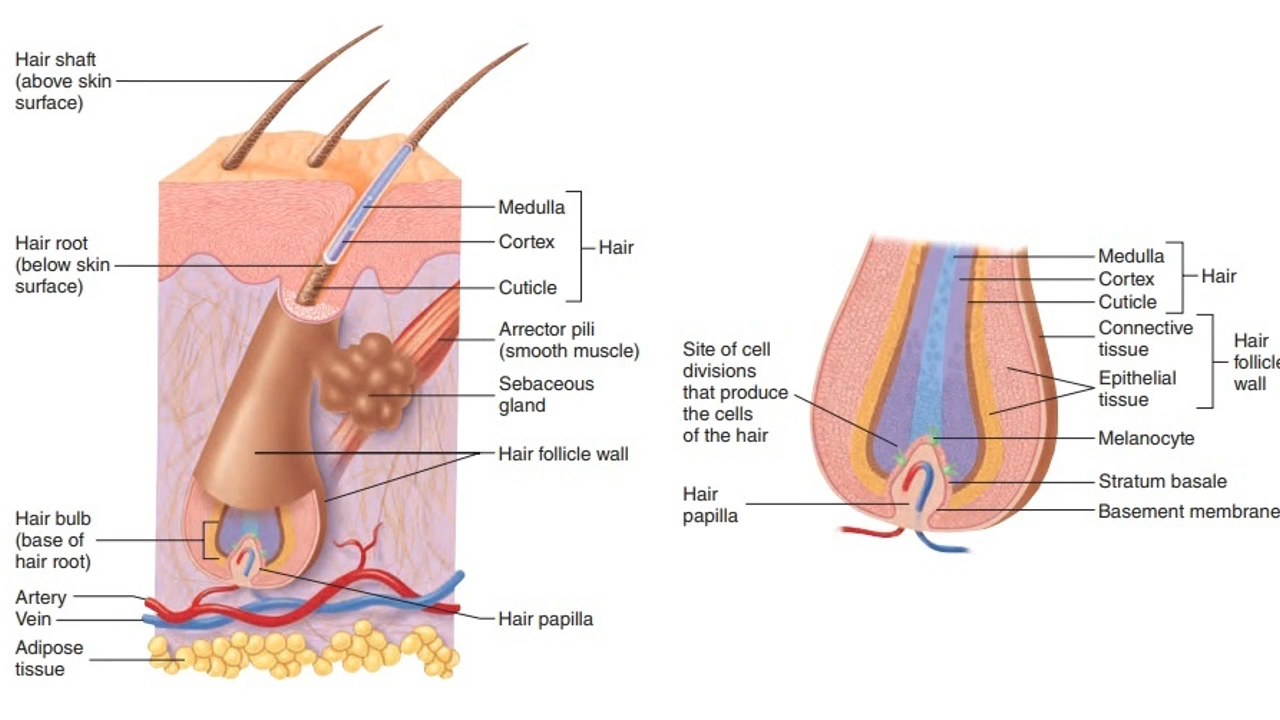 Hair shaft
(above skin
surface)
Hair root
(below skin
surface)
Hair bulb
(base of
hair root)
Artery
Vein
Adipose
tissue
Medulla
Cortex
Hair
Cuticle
Arrector pili
(smooth muscle)
Sebaceous
gland
Hair follicle wall
Hair papilla
Site of cell
divisions
that produce
the cells
of the hair
Hair
papilla
Medulla
Cortex
Hair
Cuticle
Connective
tissue
Hair
follicle
wall
Epithelial
tissue
Melanocyte
Stratum basale
Basement membrane